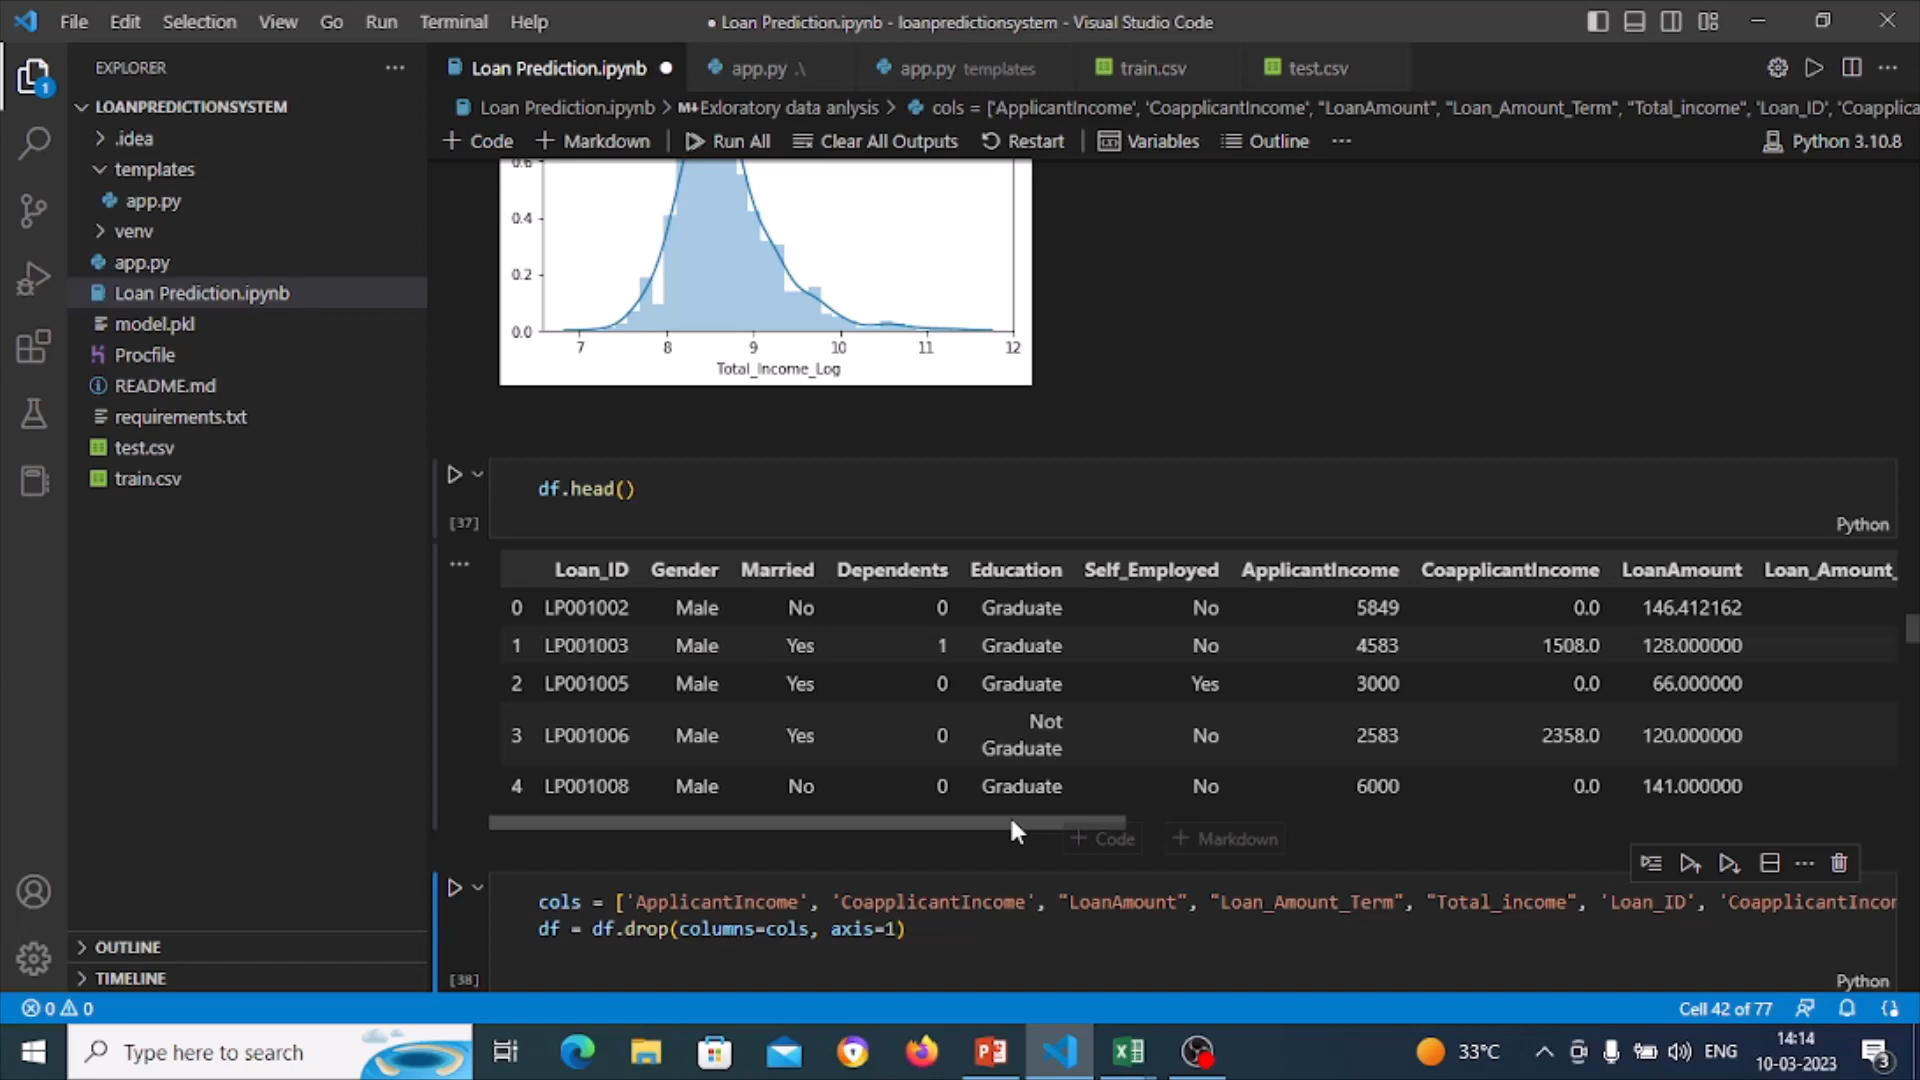 File Edit Selection View Go Run Terminal Help
● Loan Prediction.ipynb - loanpredictionsystem - Visual Studio Code
EXPLORER
1
LOANPREDICTIONSYSTEM
.idea
templates
app.py
venv
app.py
Loan Prediction.ipynb
model.pkl
Procfile
README.md
requirements.txt
test.csv
train.csv
OUTLINE
TIMELINE
Loan Prediction.ipynb ● app.py .\ app.py templates train.csv test.csv
Loan Prediction.ipynb > M↓Exloratory data anlysis > cols = ['ApplicantIncome', 'CoapplicantIncome', "LoanAmount", "Loan_Amount_Term", "Total_income", 'Loan_ID', 'Coapplica
+ Code + Markdown Run All Clear All Outputs Restart Variables Outline ··· Python 3.10.8
0.6
0.4
0.2
0.0
7 8 9 10 11 12
Total_Income_Log
df.head()
[37]
Python
Loan_ID Gender Married Dependents Education Self_Employed ApplicantIncome CoapplicantIncome LoanAmount Loan_Amount_
0 LP001002 Male No 0 Graduate No 5849 0.0 146.412162
1 LP001003 Male Yes 1 Graduate No 4583 1508.0 128.000000
2 LP001005 Male Yes 0 Graduate Yes 3000 0.0 66.000000
3 LP001006 Male Yes 0 Not Graduate No 2583 2358.0 120.000000
4 LP001008 Male No 0 Graduate No 6000 0.0 141.000000
+ Code + Markdown
cols = ['ApplicantIncome', 'CoapplicantIncome', "LoanAmount", "Loan_Amount_Term", "Total_income", 'Loan_ID', 'CoapplicantIncom
df = df.drop(columns=cols, axis=1)
[38]
Python
0 0
Cell 42 of 77
Type here to search
33°C
ENG
14:14
10-03-2023
3